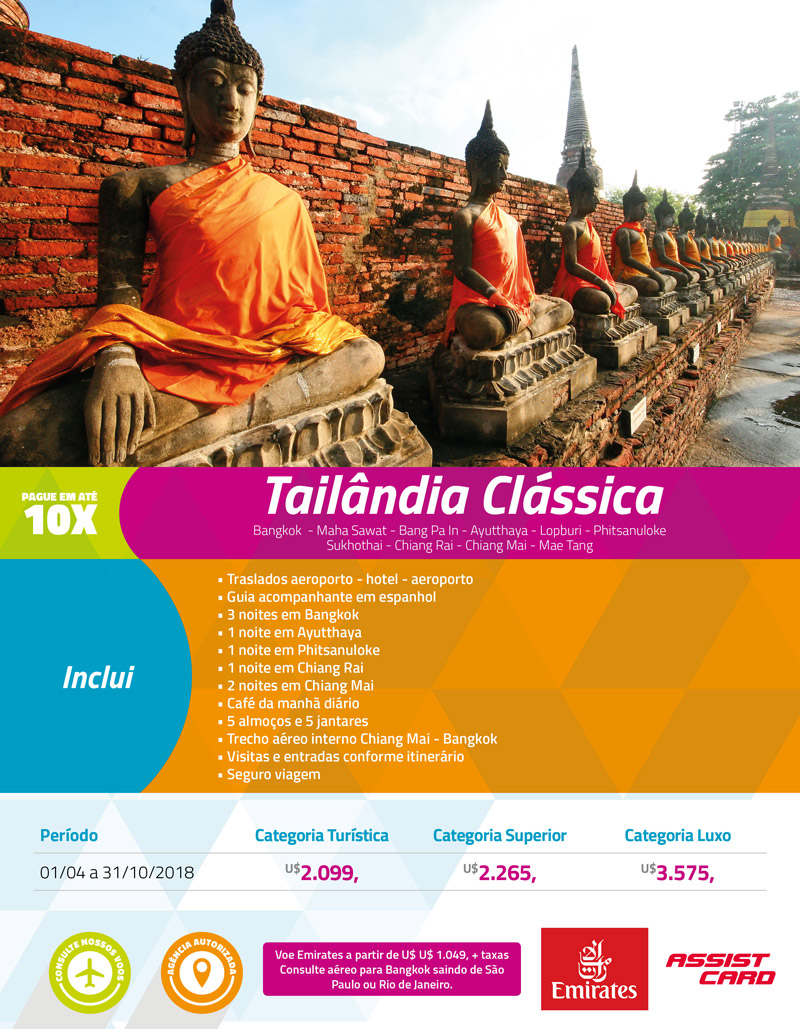 PAGUE EM ATÉ
10X
Tailândia Clássica
Bangkok - Maha Sawat - Bang Pa In - Ayutthaya - Lopburi - Phitsanuloke
Sukhothai - Chiang Rai - Chiang Mai - Mae Tang
Inclui
• Traslados aeroporto - hotel - aeroporto
• Guia acompanhante em espanhol
• 3 noites em Bangkok
• 1 noite em Ayutthaya
• 1 noite em Phitsanuloke
• 1 noite em Chiang Rai
• 2 noites em Chiang Mai
• Café da manhã diário
• 5 almoços e 5 jantares
• Trecho aéreo interno Chiang Mai - Bangkok
• Visitas e entradas conforme itinerário
• Seguro viagem
Período Categoria Turística Categoria Superior Categoria Luxo
01/04 a 31/10/2018 U$2.099, U$2.265, U$3.575,
CONSULTE NOSSOS VOOS
AGÊNCIA AUTORIZADA
Voe Emirates a partir de U$ U$ 1.049, + taxas
Consulte aéreo para Bangkok saindo de São
Paulo ou Rio de Janeiro.
Emirates
ASSIST
CARD